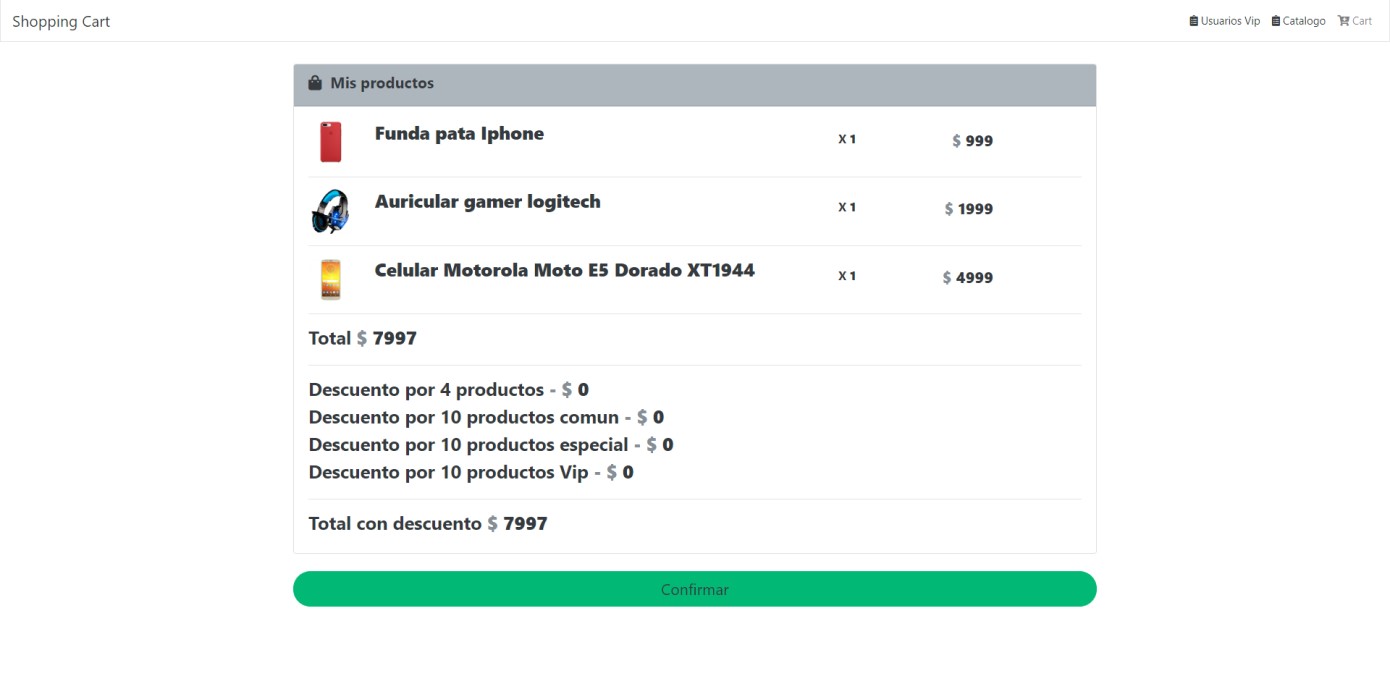 Shopping Cart
Usuarios Vip Catalogo Cart
Mis productos
Funda pata Iphone X 1 $ 999
Auricular gamer logitech X 1 $ 1999
Celular Motorola Moto E5 Dorado XT1944 X 1 $ 4999
Total $ 7997
Descuento por 4 productos - $ 0
Descuento por 10 productos comun - $ 0
Descuento por 10 productos especial - $ 0
Descuento por 10 productos Vip - $ 0
Total con descuento $ 7997
Confirmar